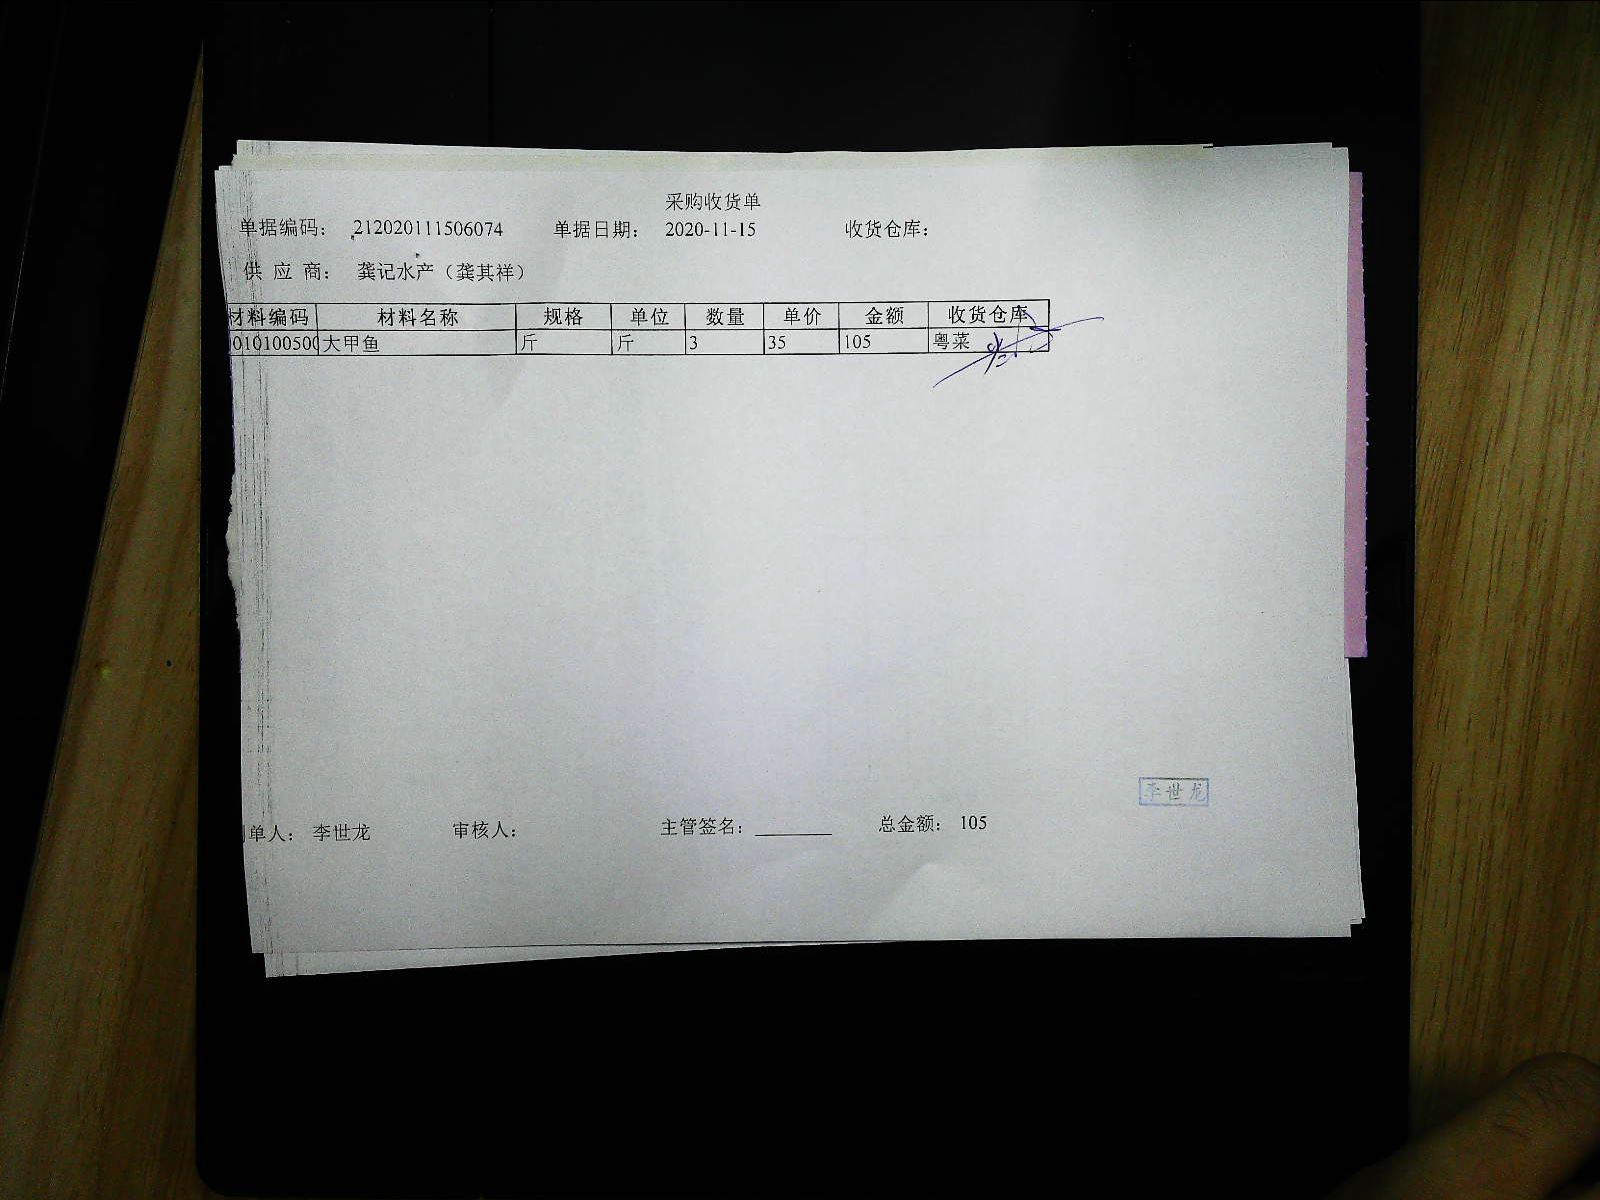 采购收货单
单据编码： 212020111506074 单据日期： 2020-11-15 收货仓库：
供 应 商： 龚记水产（龚其祥）
材料编码 材料名称 规格 单位 数量 单价 金额 收货仓库
010100500 大甲鱼 斤 斤 3 35 105 粤菜
李世龙
单人： 李世龙 审核人： 主管签名：________ 总金额： 105